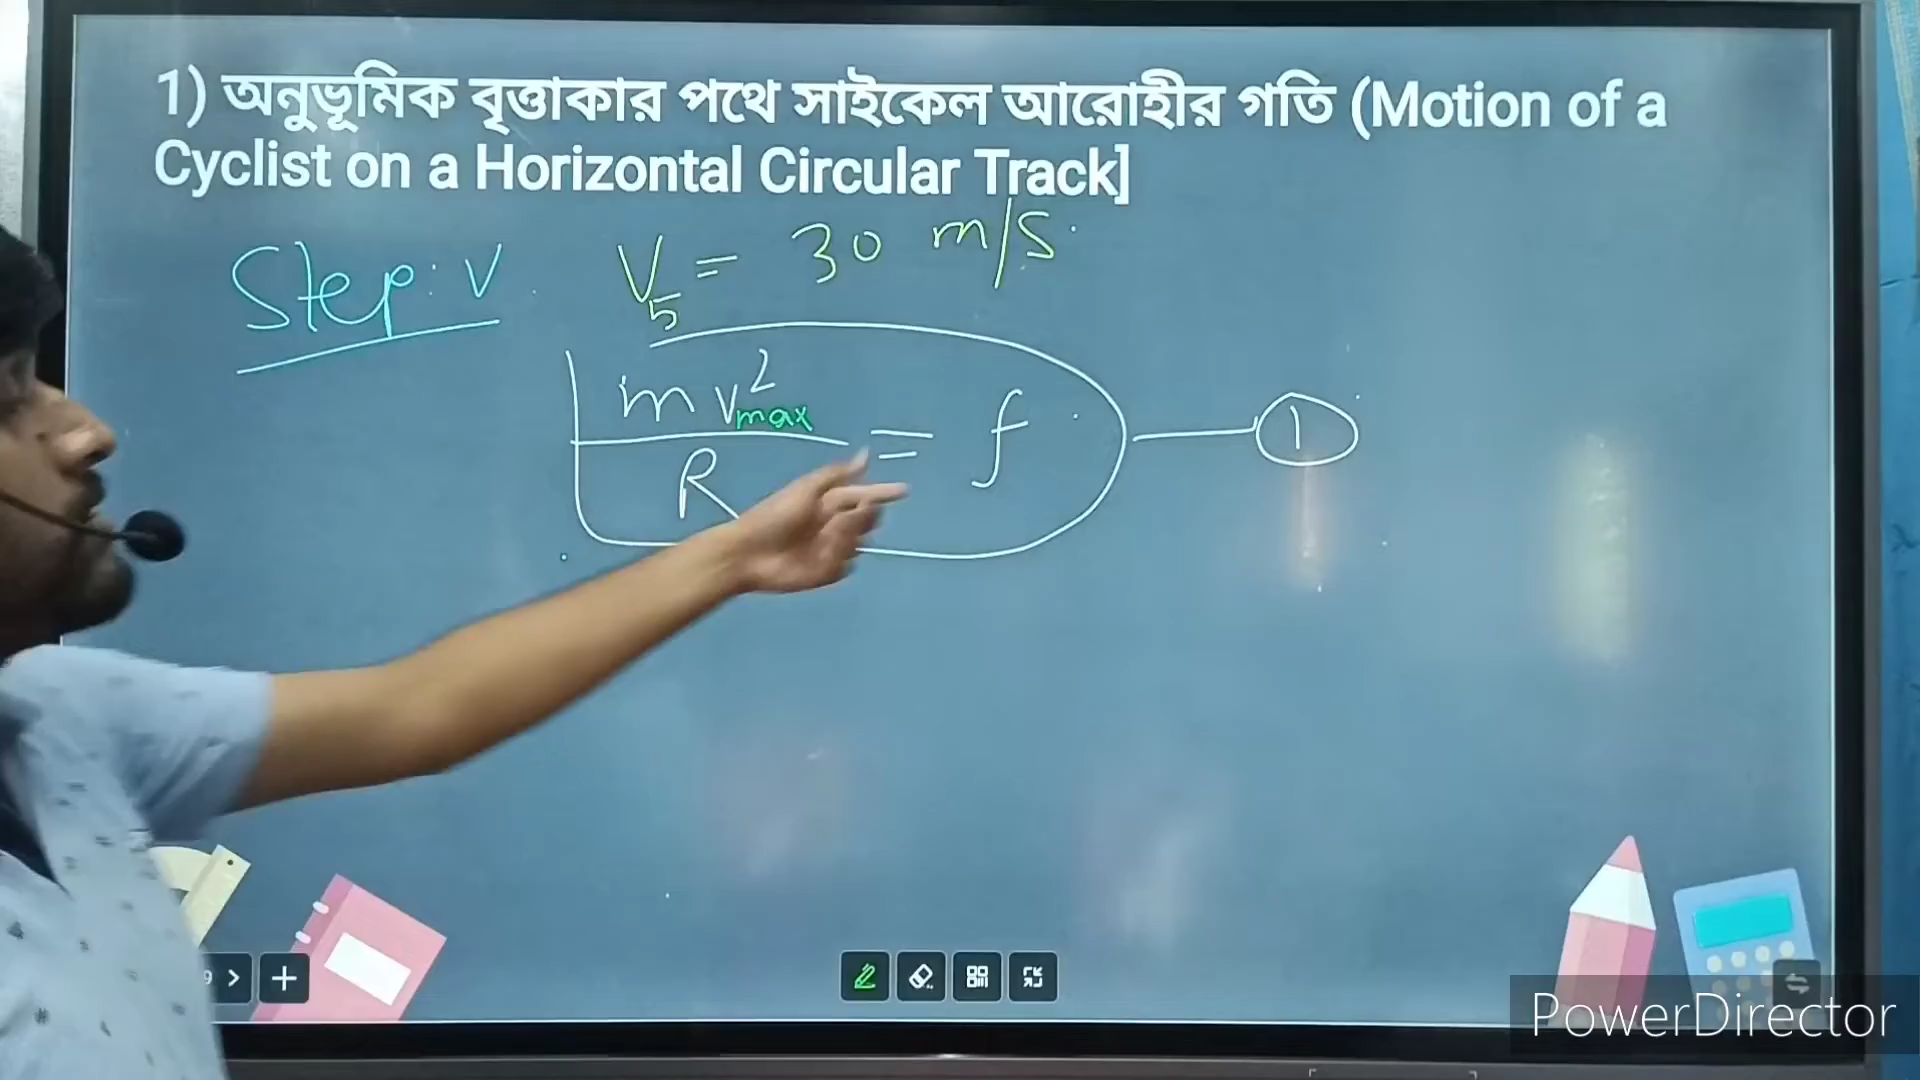 1) অনুভূমিক বৃত্তাকার পথে সাইকেল আরোহীর গতি (Motion of a
Cyclist on a Horizontal Circular Track]
Step: V
V5 = 30 m/s
mv²max
R
= f
1
9 >
+
PowerDirector